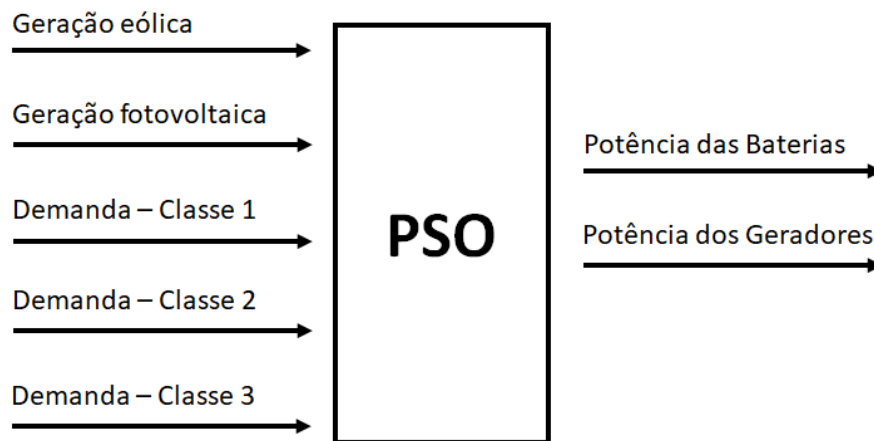 Geração eólica
Geração fotovoltaica
Demanda – Classe 1
Demanda – Classe 2
Demanda – Classe 3
PSO
Potência das Baterias
Potência dos Geradores